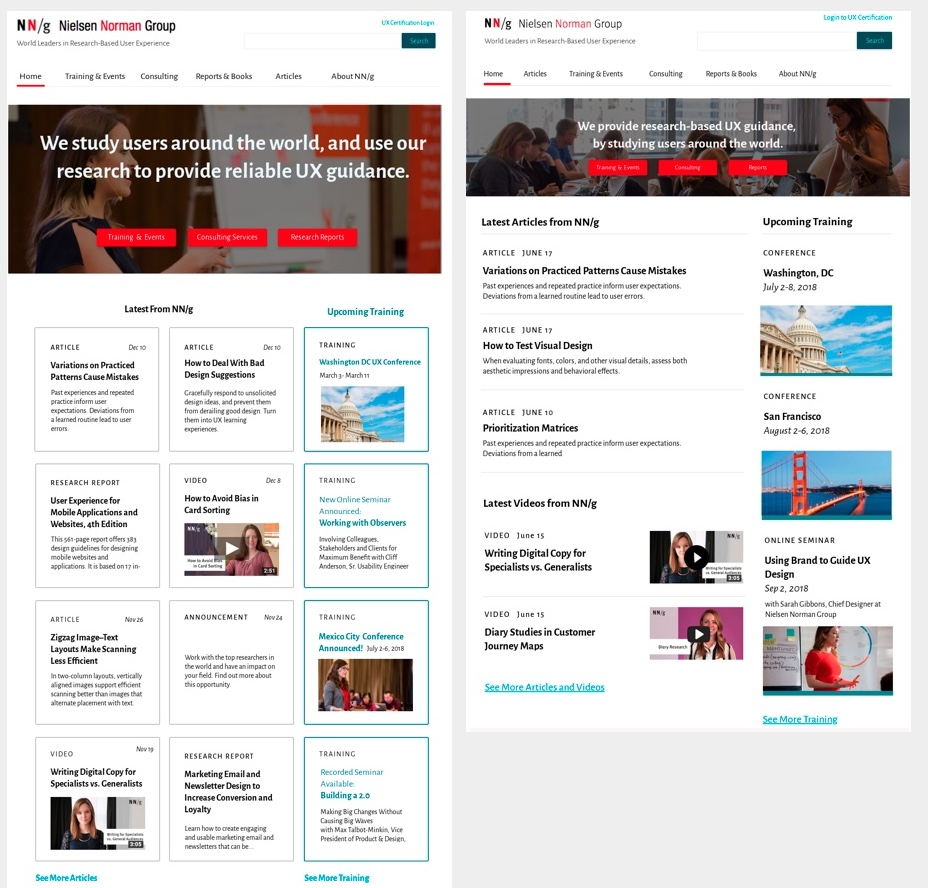 NN/g Nielsen Norman Group
UX Certification Login
World Leaders in Research-Based User Experience
Search
Home Training & Events Consulting Reports & Books Articles About NN/g
We study users around the world, and use our
research to provide reliable UX guidance.
Training & Events Consulting Services Research Reports
Latest From NN/g
Upcoming Training
ARTICLE Dec 10
Variations on Practiced
Patterns Cause Mistakes
Past experiences and repeated
practice inform user
expectations. Deviations from
a learned routine lead to user
errors.
ARTICLE Dec 10
How to Deal With Bad
Design Suggestions
Gracefully respond to unsolicited
design ideas, and prevent them
from derailing good design. Turn
them into UX learning
experiences.
TRAINING
Washington DC UX Conference
March 3- March 11
RESEARCH REPORT
User Experience for
Mobile Applications and
Websites, 4th Edition
This 561-page report offers 383
design guidelines for designing
mobile websites and
applications. It is based on 17 in-
VIDEO Dec 8
How to Avoid Bias in
Card Sorting
NN/g
How to Avoid Bias
in Card Sorting
2:51
TRAINING
New Online Seminar
Announced:
Working with Observers
Involving Colleagues,
Stakeholders and Clients for
Maximum Benefit with Cliff
Anderson, Sr. Usability Engineer
ARTICLE Nov 26
Zigzag Image–Text
Layouts Make Scanning
Less Efficient
In two-column layouts, vertically
aligned images support efficient
scanning better than images that
alternate placement with text.
ANNOUNCEMENT Nov 24
Work with the top researchers in
the world and have an impact on
your field. Find out more about
this opportunity.
TRAINING
Mexico City Conference
Announced! July 2-6, 2018
VIDEO Nov 19
Writing Digital Copy for
Specialists vs. Generalists
NN/g
Writing for Specialists
vs. General Audiences
3:05
RESEARCH REPORT
Marketing Email and
Newsletter Design to
Increase Conversion and
Loyalty
Learn how to create engaging
and usable marketing email and
newsletters that can be...
TRAINING
Recorded Seminar
Available:
Building a 2.0
Making Big Changes Without
Causing Big Waves
with Max Talbot-Minkin, Vice
President of Product & Design,
See More Articles
See More Training
NN/g Nielsen Norman Group
Login to UX Certification
World Leaders in Research-Based User Experience
Search
Home Articles Training & Events Consulting Reports & Books About NN/g
We provide research-based UX guidance,
by studying users around the world.
Training & Events Consulting Reports
Latest Articles from NN/g
ARTICLE JUNE 17
Variations on Practiced Patterns Cause Mistakes
Past experiences and repeated practice inform user expectations.
Deviations from a learned routine lead to user errors.
ARTICLE JUNE 17
How to Test Visual Design
When evaluating fonts, colors, and other visual details, assess both
aesthetic impressions and behavioral effects.
ARTICLE JUNE 10
Prioritization Matrices
Past experiences and repeated practice inform user expectations.
Deviations from a learned
Latest Videos from NN/g
VIDEO June 15
Writing Digital Copy for
Specialists vs. Generalists
NN/g
Writing for Specialists
vs. General Audiences
3:05
VIDEO June 15
Diary Studies in Customer
Journey Maps
NN/g
Diary Research
See More Articles and Videos
Upcoming Training
CONFERENCE
Washington, DC
July 2-8, 2018
CONFERENCE
San Francisco
August 2-6, 2018
ONLINE SEMINAR
Using Brand to Guide UX
Design
Sep 2, 2018
with Sarah Gibbons, Chief Designer at
Nielsen Norman Group
See More Training